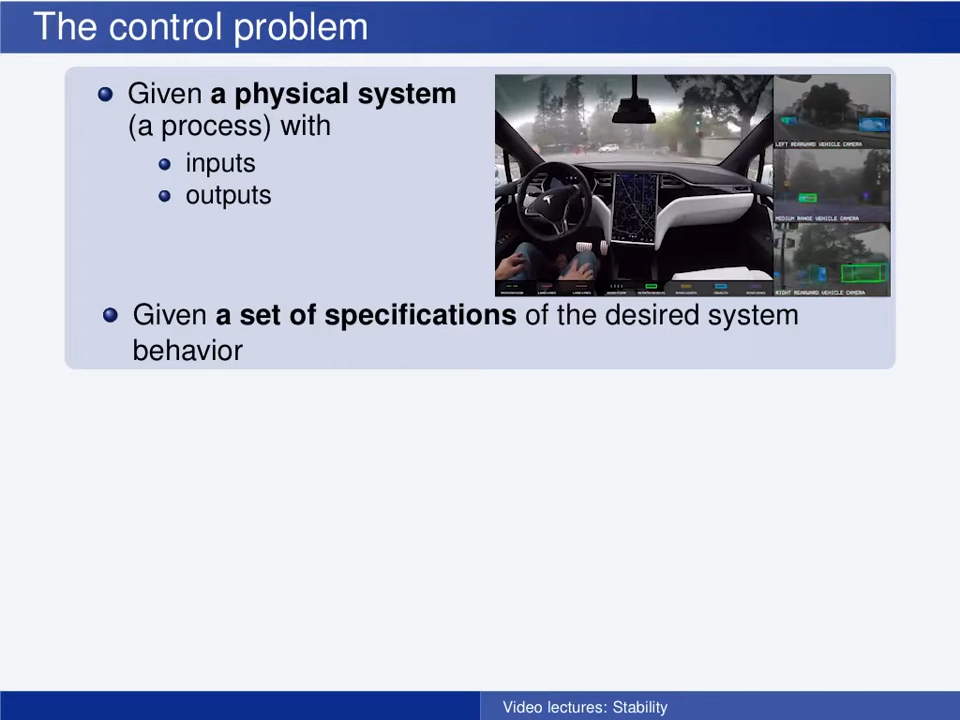 The control problem
Given a physical system
(a process) with
inputs
outputs
LEFT REARWARD VEHICLE CAMERA
MEDIUM RANGE VEHICLE CAMERA
RIGHT REARWARD VEHICLE CAMERA
Given a set of specifications of the desired system
behavior
Video lectures: Stability